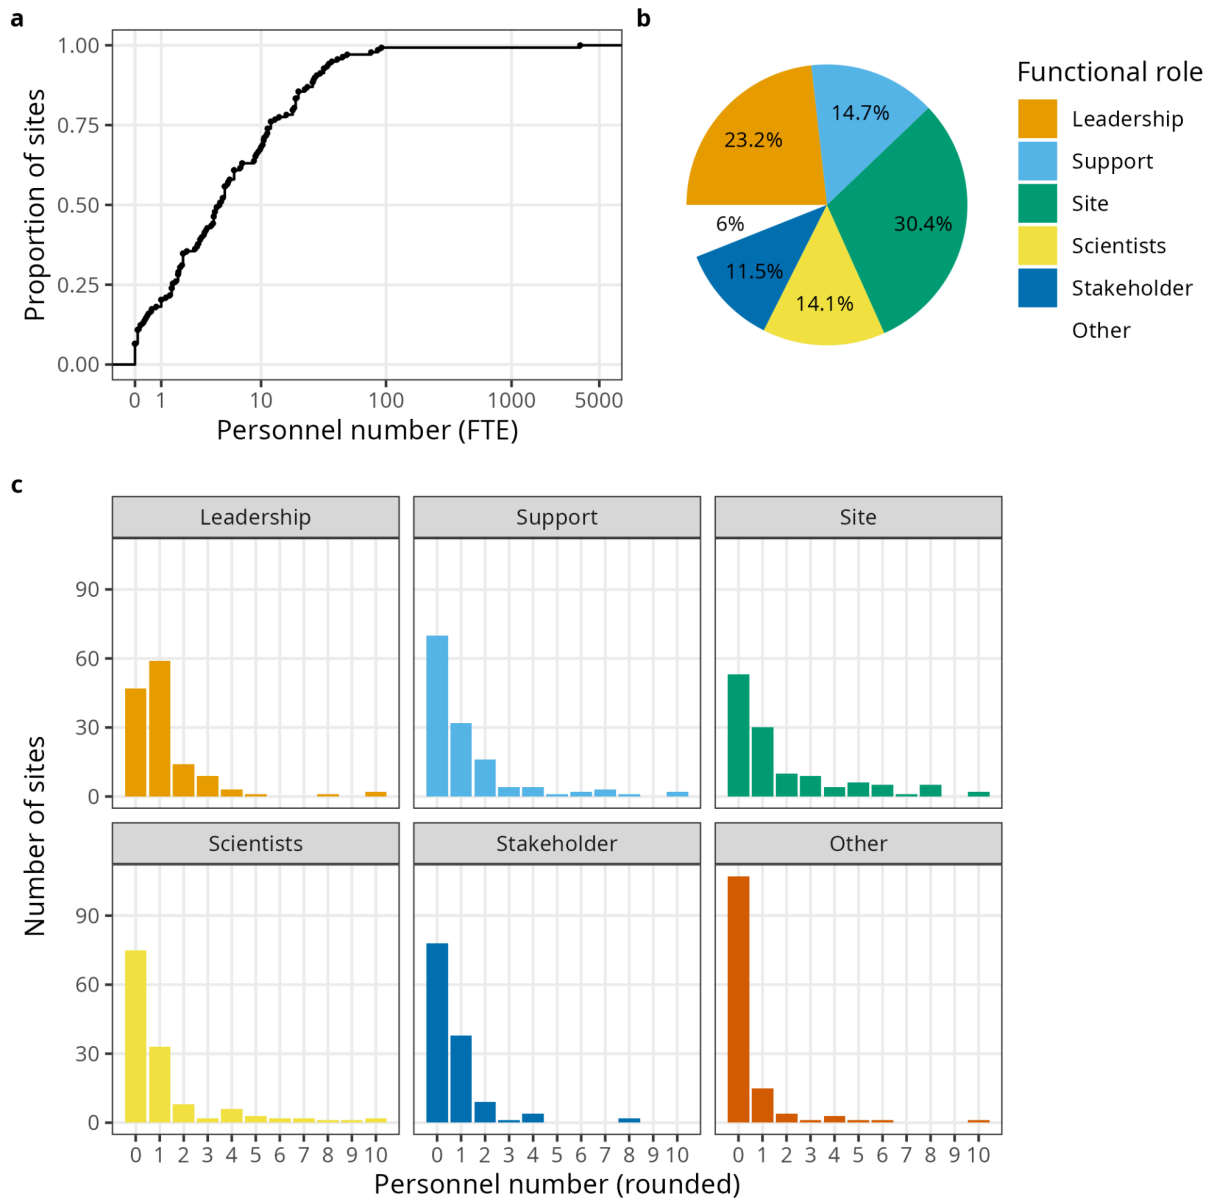 a
1.00
0.75
0.50
0.25
0.00
Proportion of sites
0 1 10 100 1000 5000
Personnel number (FTE)
b
23.2%
14.7%
30.4%
14.1%
11.5%
6%
Functional role
Leadership
Support
Site
Scientists
Stakeholder
Other
c
Leadership Support Site
90
60
30
0
Scientists Stakeholder Other
90
60
30
0
Number of sites
0 1 2 3 4 5 6 7 8 9 10 0 1 2 3 4 5 6 7 8 9 10 0 1 2 3 4 5 6 7 8 9 10
Personnel number (rounded)